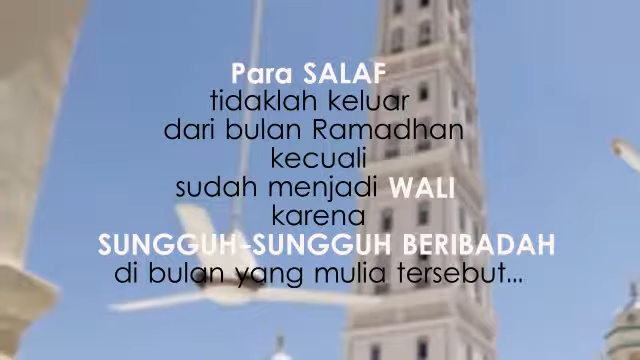 Para SALAF
tidaklah keluar
dari bulan Ramadhan
kecuali
sudah menjadi WALI
karena
SUNGGUH-SUNGGUH BERIBADAH
di bulan yang mulia tersebut...